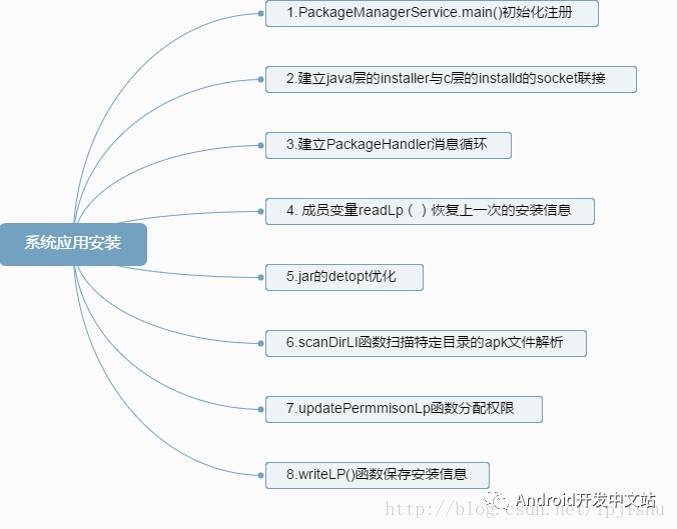 1.PackageManagerService.main()初始化注册
2.建立java层的installer与c层的installd的socket联接
3.建立PackageHandler消息循环
4. 成员变量readLp（ ）恢复上一次的安装信息
系统应用安装
5.jar的detopt优化
6.scanDirLI函数扫描特定目录的apk文件解析
7.updatePermmisonLp函数分配权限
8.writeLP()函数保存安装信息
Android开发中文站
http://blog.csdn.net/ipjishu